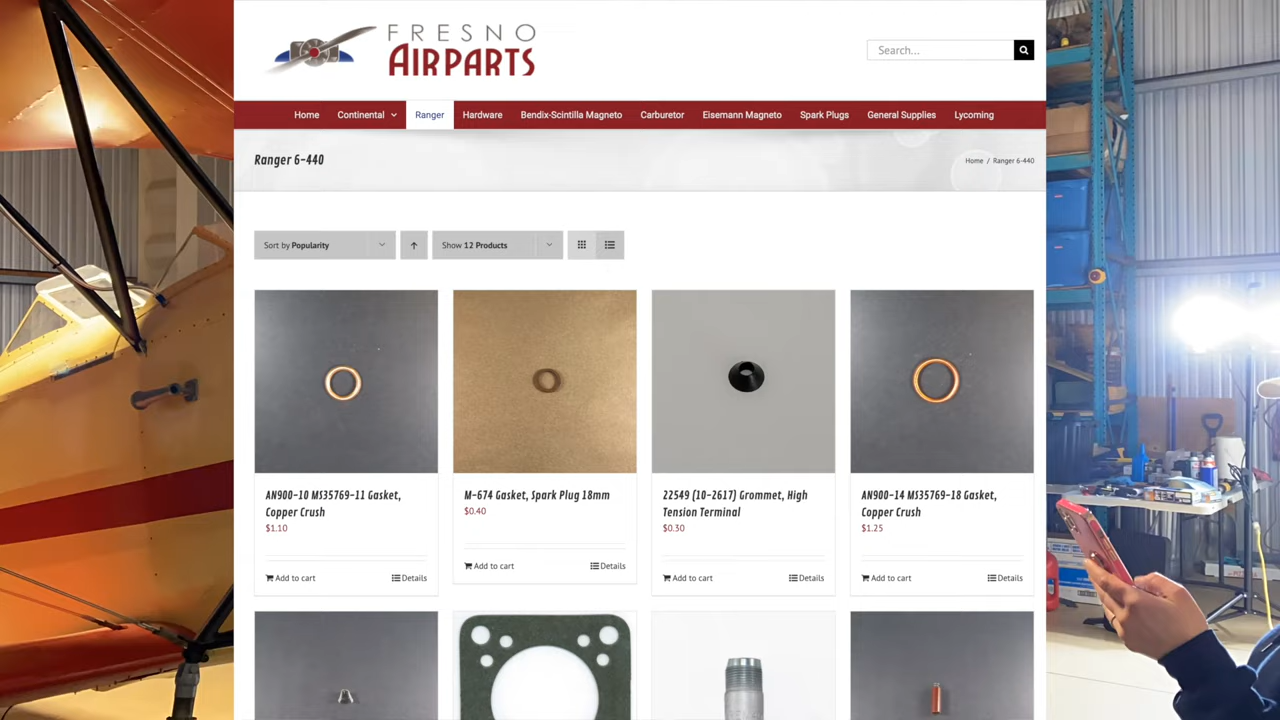 FRESNO
AIRPARTS
Search...
Home Continental Ranger Hardware Bendix-Scintilla Magneto Carburetor Eisemann Magneto Spark Plugs General Supplies Lycoming
Ranger 6-440
Home / Ranger 6-440
Sort by Popularity
Show 12 Products
AN900-10 MS35769-11 Gasket,
Copper Crush
$1.10
Add to cart
Details
M-674 Gasket, Spark Plug 18mm
$0.40
Add to cart
Details
22549 (10-2617) Grommet, High
Tension Terminal
$0.30
Add to cart
Details
AN900-14 MS35769-18 Gasket,
Copper Crush
$1.25
Add to cart
Details